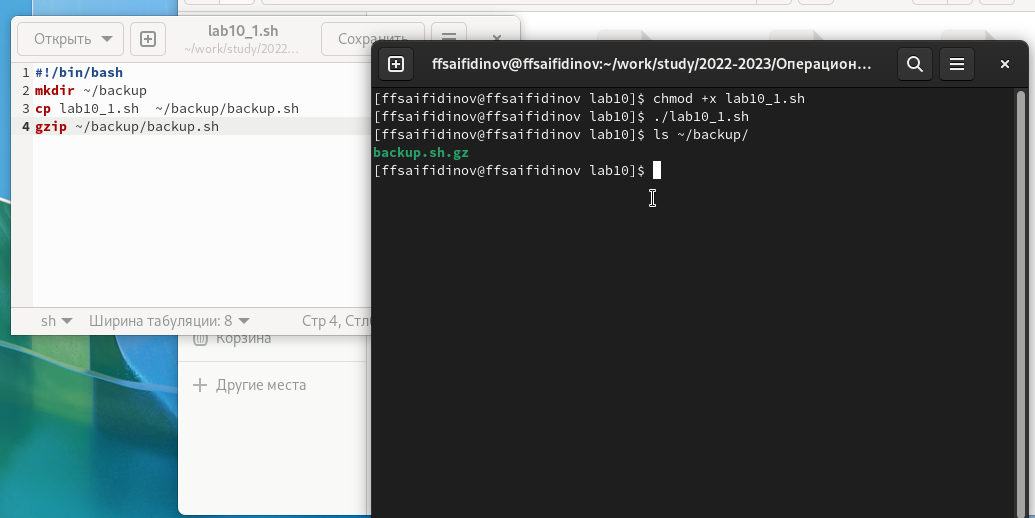 Открыть
lab10_1.sh
~/work/study/2022...
Сохранить
1 #!/bin/bash
2 mkdir ~/backup
3 cp lab10_1.sh  ~/backup/backup.sh
4 gzip ~/backup/backup.sh
sh
Ширина табуляции: 8
Стр 4, Стл
Корзина
Другие места
ffsaifidinov@ffsaifidinov:~/work/study/2022-2023/Операцион...
[ffsaifidinov@ffsaifidinov lab10]$ chmod +x lab10_1.sh
[ffsaifidinov@ffsaifidinov lab10]$ ./lab10_1.sh
[ffsaifidinov@ffsaifidinov lab10]$ ls ~/backup/
backup.sh.gz
[ffsaifidinov@ffsaifidinov lab10]$